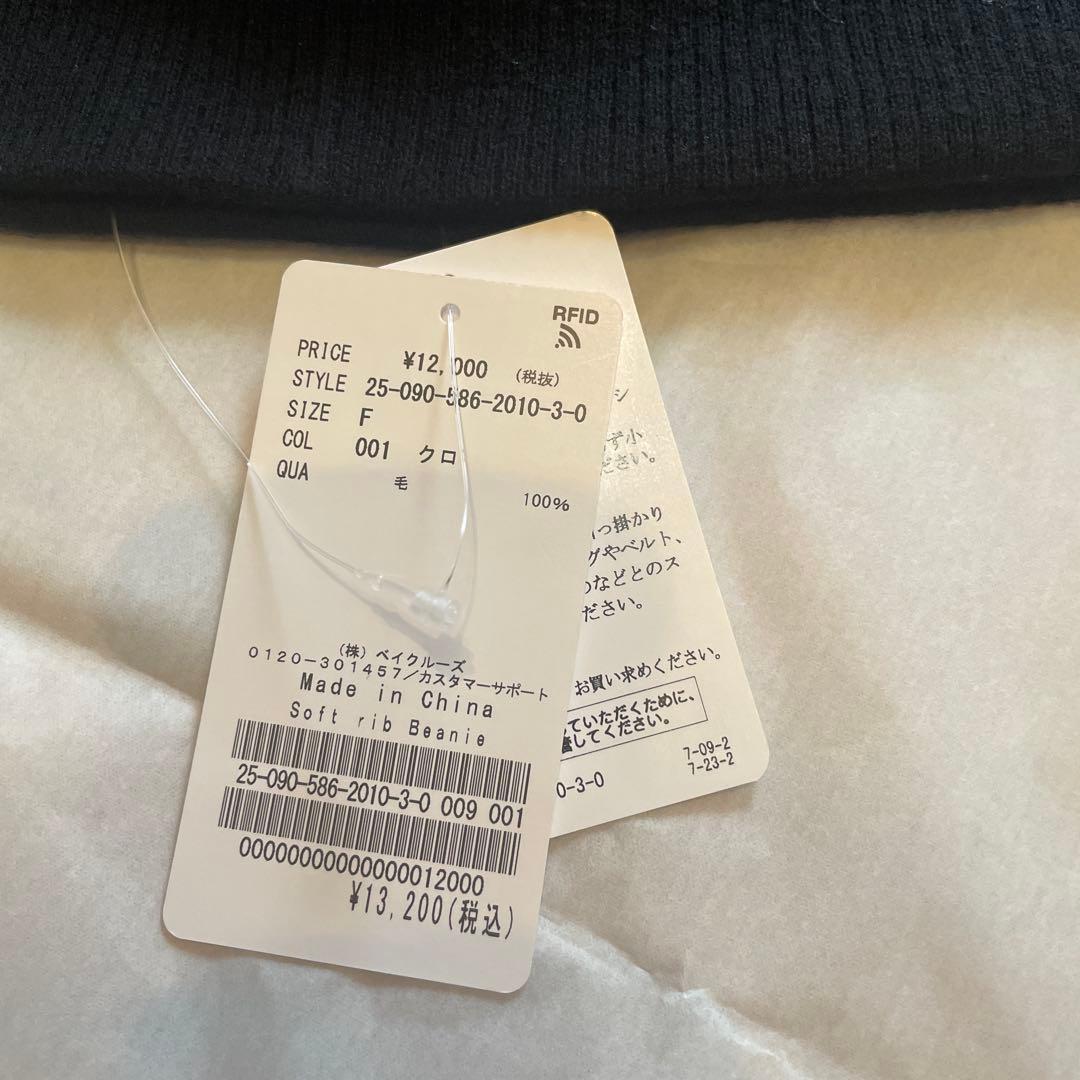 RFID
PRICE ¥12,000 (税抜)
STYLE 25-090-586-2010-3-0
SIZE F
COL 001 クロ
QUA 毛 100%
(株) ベイクルーズ
0120-301457/カスタマーサポート
Made in China
Soft rib Beanie
25-090-586-2010-3-0 009 001
00000000000000012000
¥13,200(税込)
シ
ず小
ださい。
っ掛かり
グやベルト、
などとのス
ださい。
お買い求めください。
ていただくために、
管してください。
0-3-0
7-09-2
7-23-2